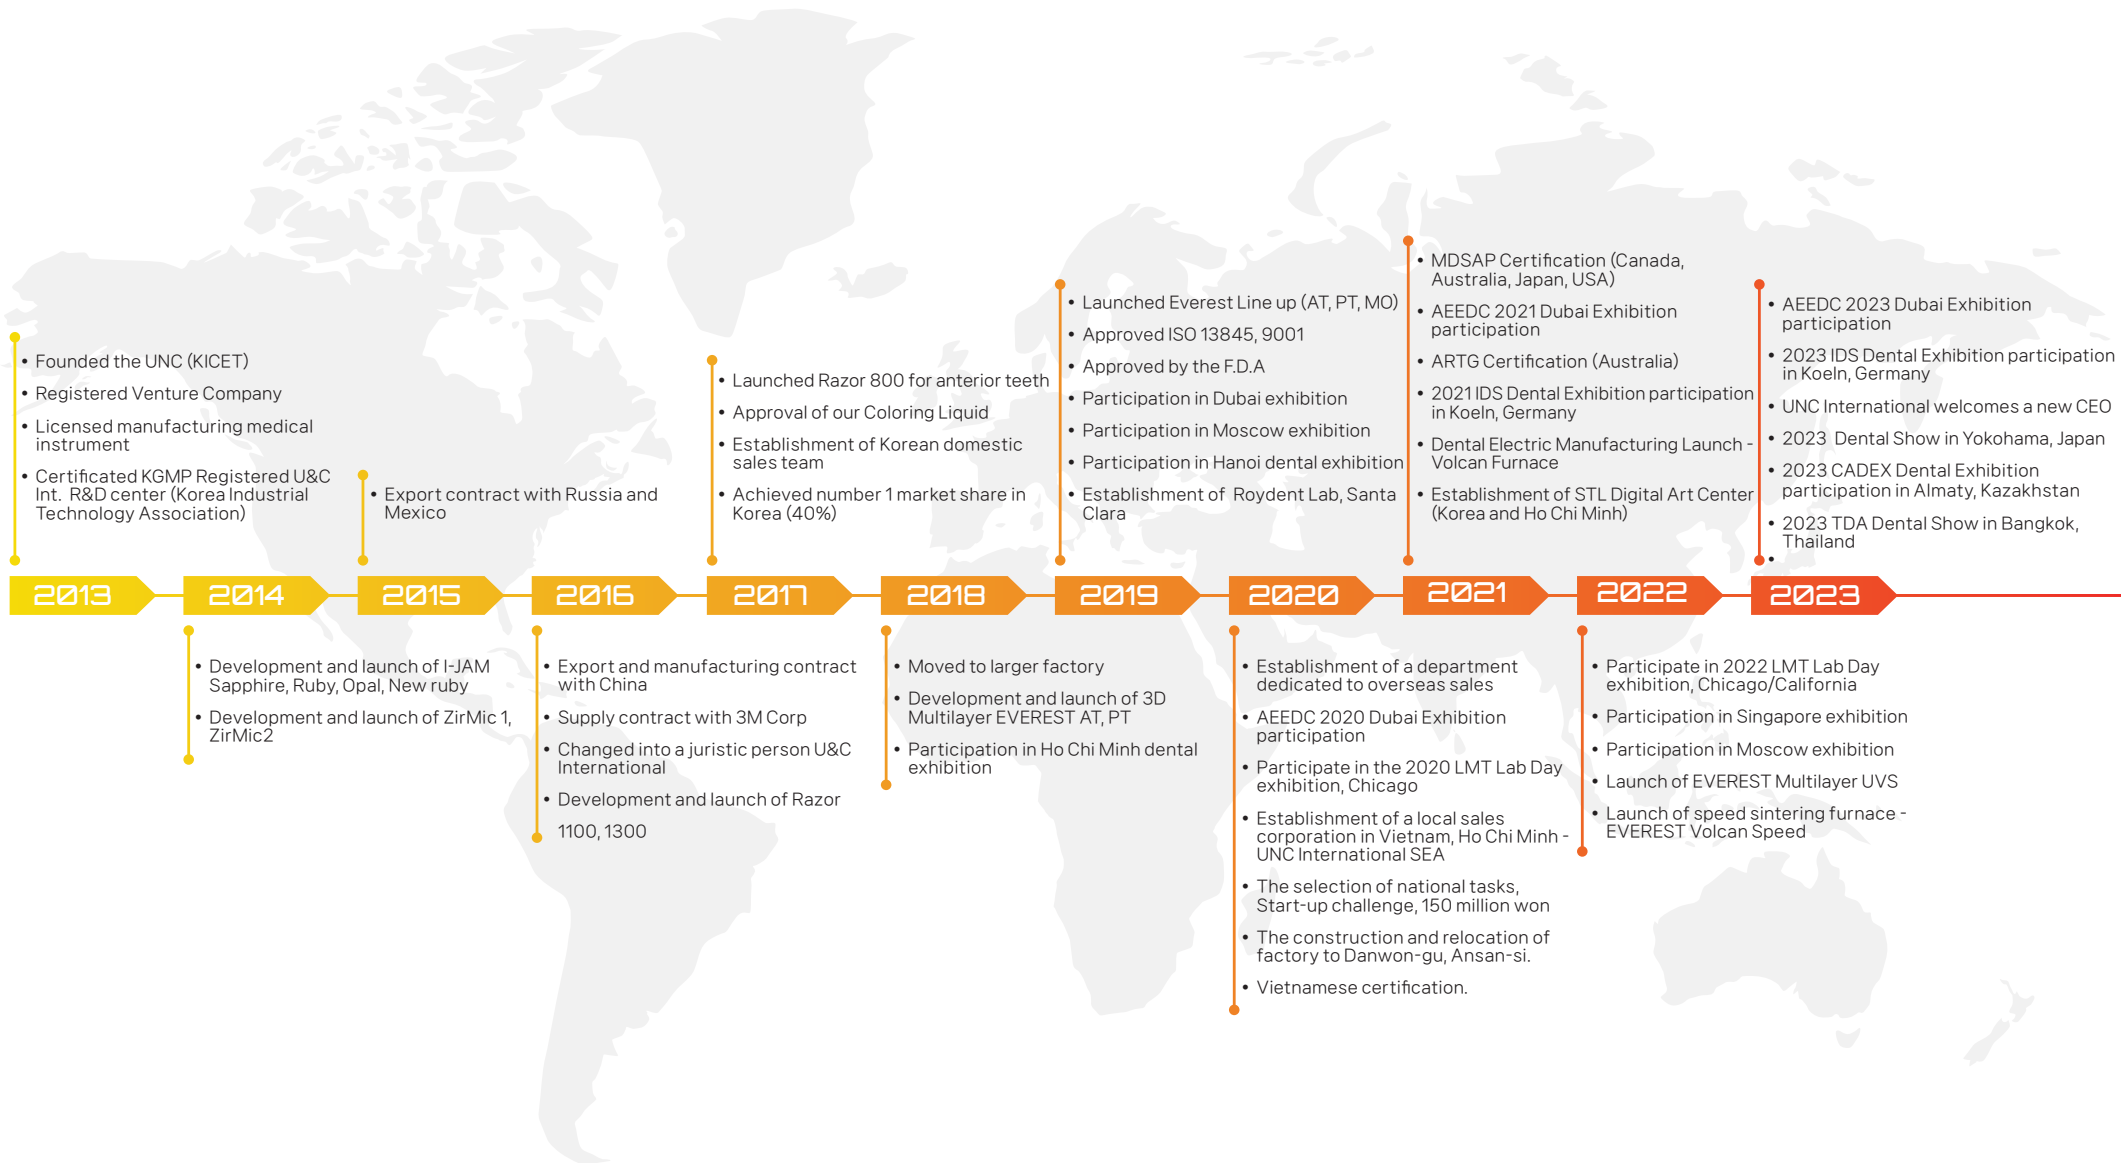 • Founded the UNC (KICET)
• Registered Venture Company
• Licensed manufacturing medical
instrument
• Certificated KGMP Registered U&C
Int. R&D center (Korea Industrial
Technology Association)
2013
2014
• Development and launch of I-JAM
Sapphire, Ruby, Opal, New ruby
• Development and launch of ZirMic 1,
ZirMic2
• Export contract with Russia and
Mexico
2015
2016
• Export and manufacturing contract
with China
• Supply contract with 3M Corp
• Changed into a juristic person U&C
International
• Development and launch of Razor
1100, 1300
• Launched Razor 800 for anterior teeth
• Approval of our Coloring Liquid
• Establishment of Korean domestic
sales team
• Achieved number 1 market share in
Korea (40%)
2017
2018
• Moved to larger factory
• Development and launch of 3D
Multilayer EVEREST AT, PT
• Participation in Ho Chi Minh dental
exhibition
• Launched Everest Line up (AT, PT, MO)
• Approved ISO 13845, 9001
• Approved by the F.D.A
• Participation in Dubai exhibition
• Participation in Moscow exhibition
• Participation in Hanoi dental exhibition
• Establishment of Roydent Lab, Santa
Clara
2019
2020
• Establishment of a department
dedicated to overseas sales
• AEEDC 2020 Dubai Exhibition
participation
• Participate in the 2020 LMT Lab Day
exhibition, Chicago
• Establishment of a local sales
corporation in Vietnam, Ho Chi Minh -
UNC International SEA
• The selection of national tasks,
Start-up challenge, 150 million won
• The construction and relocation of
factory to Danwon-gu, Ansan-si.
• Vietnamese certification.
• MDSAP Certification (Canada,
Australia, Japan, USA)
• AEEDC 2021 Dubai Exhibition
participation
• ARTG Certification (Australia)
• 2021 IDS Dental Exhibition participation
in Koeln, Germany
• Dental Electric Manufacturing Launch -
Volcan Furnace
• Establishment of STL Digital Art Center
(Korea and Ho Chi Minh)
2021
2022
• Participate in 2022 LMT Lab Day
exhibition, Chicago/California
• Participation in Singapore exhibition
• Participation in Moscow exhibition
• Launch of EVEREST Multilayer UVS
• Launch of speed sintering furnace -
EVEREST Volcan Speed
• AEEDC 2023 Dubai Exhibition
participation
• 2023 IDS Dental Exhibition participation
in Koeln, Germany
• UNC International welcomes a new CEO
• 2023 Dental Show in Yokohama, Japan
• 2023 CADEX Dental Exhibition
participation in Almaty, Kazakhstan
• 2023 TDA Dental Show in Bangkok,
Thailand
•
2023